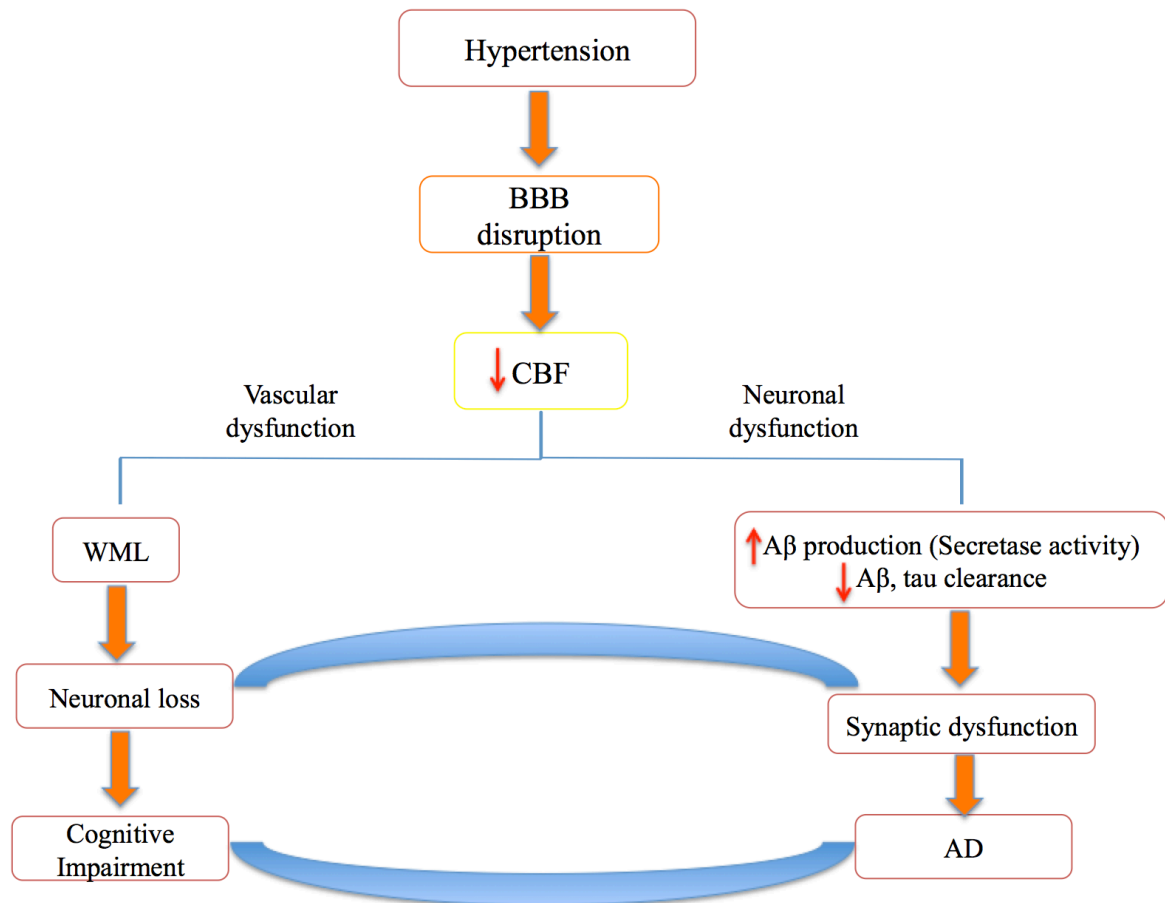 Hypertension
BBB
disruption
CBF
Vascular
dysfunction
Neuronal
dysfunction
WML
Aβ production (Secretase activity)
Aβ, tau clearance
Neuronal loss
Synaptic dysfunction
Cognitive
Impairment
AD